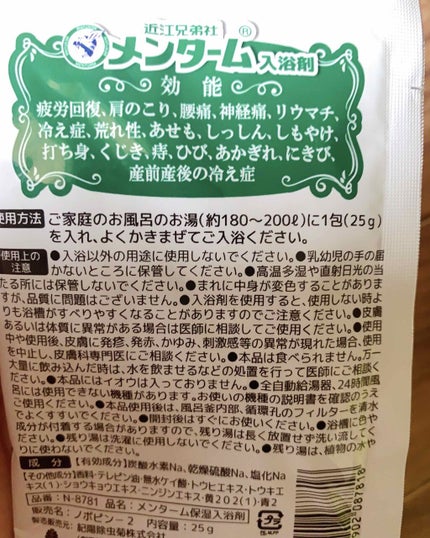 近江兄弟社
メンターム®入浴剤
効能
疲労回復、肩のこり、腰痛、神経痛、リウマチ、
冷え症、荒れ性、あせも、しっしん、しもやけ、
打ち身、くじき、痔、ひび、あかぎれ、にきび、
産前産後の冷え症
使用方法 ご家庭のお風呂のお湯(約180〜200ℓ)に1包(25g)
を入れ、よくかきまぜてご入浴ください。
使用上の注意 ●入浴以外の用途に使用しないでください。●乳幼児の手の届
かないところに保管してください。●高温多湿や直射日光の当
たる所には保管しないでください。●まれに中身が変色することがありま
すが、品質に問題はございません。●入浴剤を使用すると、使用しない時よ
りも浴槽がすべりやすくなることがありますのでご注意ください。●皮膚
あるいは体質に異常がある場合は医師に相談してご使用ください。●使用
中や使用後、皮膚に発疹、発赤、かゆみ、刺激感等の異常が現れた場合、使用
を中止し、皮膚科専門医にご相談ください。●本品は食べられません。万一
大量に飲み込んだ時は、水を飲ませるなどの処置を行って医師にご相談
ください。●本品にはイオウは入っておりません。●全自動給湯器、24時間風
呂には使用できない機種があります。お使いの機器の説明書を確認のうえ
ご使用ください。●本品使用後は、風呂釜内部、循環孔のフィルターを清水
でよくすすいでください。●開封後はすぐにお使いください。●浴槽に色や
成分が付着する場合がありますので、残り湯は長く放置せず洗い流してく
ださい。●残り湯は洗濯に使用しないでください。●残り湯は、植物の水や
りに使わないでください。
成分 【有効成分】炭酸水素Na、乾燥硫酸Na、塩化Na
【その他成分】香料・テレピン油・無水ケイ酸・トウヒエキス・トウキエ
キス(1)・ショウキョウエキス・ニンジンエキス・黄202(1)・青2
品番:N-8781 品名:メンターム保湿入浴剤
販売名:ノボピン-2 内容量:25g
製造販売元:紀陽除虫菊株式会社